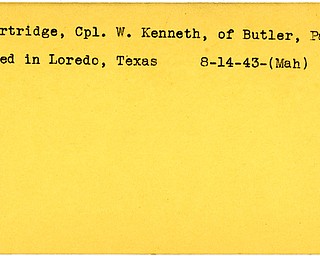 rtridge, Cpl. W. Kenneth, of Butler, Pa
ed in Loredo, Texas 8-14-43-(Mah)